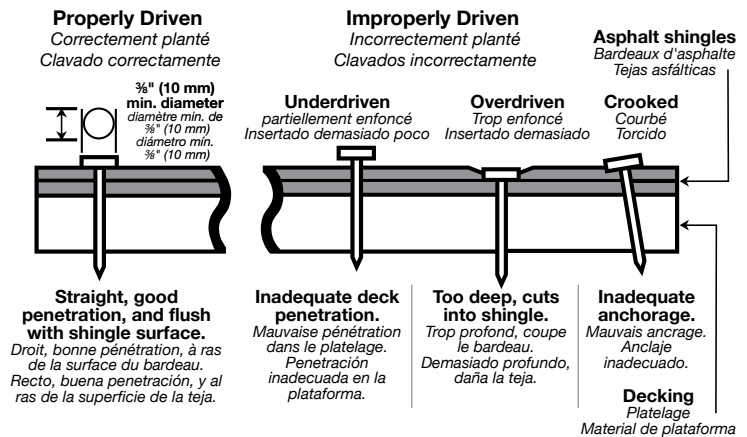 Properly Driven
Correctement planté
Clavado correctamente
Improperly Driven
Incorrectement planté
Clavados incorrectamente
Asphalt shingles
Bardeaux d'asphalte
Tejas asfálticas
⅜" (10 mm)
min. diameter
diamètre min. de
⅜" (10 mm)
diámetro mín.
⅜" (10 mm)
Underdriven
partiellement enfoncé
Insertado demasiado poco
Overdriven
Trop enfoncé
Insertado demasiado
Crooked
Courbé
Torcido
Straight, good
penetration, and flush
with shingle surface.
Droit, bonne pénétration, à ras
de la surface du bardeau.
Recto, buena penetración, y al
ras de la superficie de la teja.
Inadequate deck
penetration.
Mauvaise pénétration
dans le platelage.
Penetración
inadecuada en la
plataforma.
Too deep, cuts
into shingle.
Trop profond, coupe
le bardeau.
Demasiado profundo,
daña la teja.
Inadequate
anchorage.
Mauvais ancrage.
Anclaje
inadecuado.
Decking
Platelage
Material de plataforma